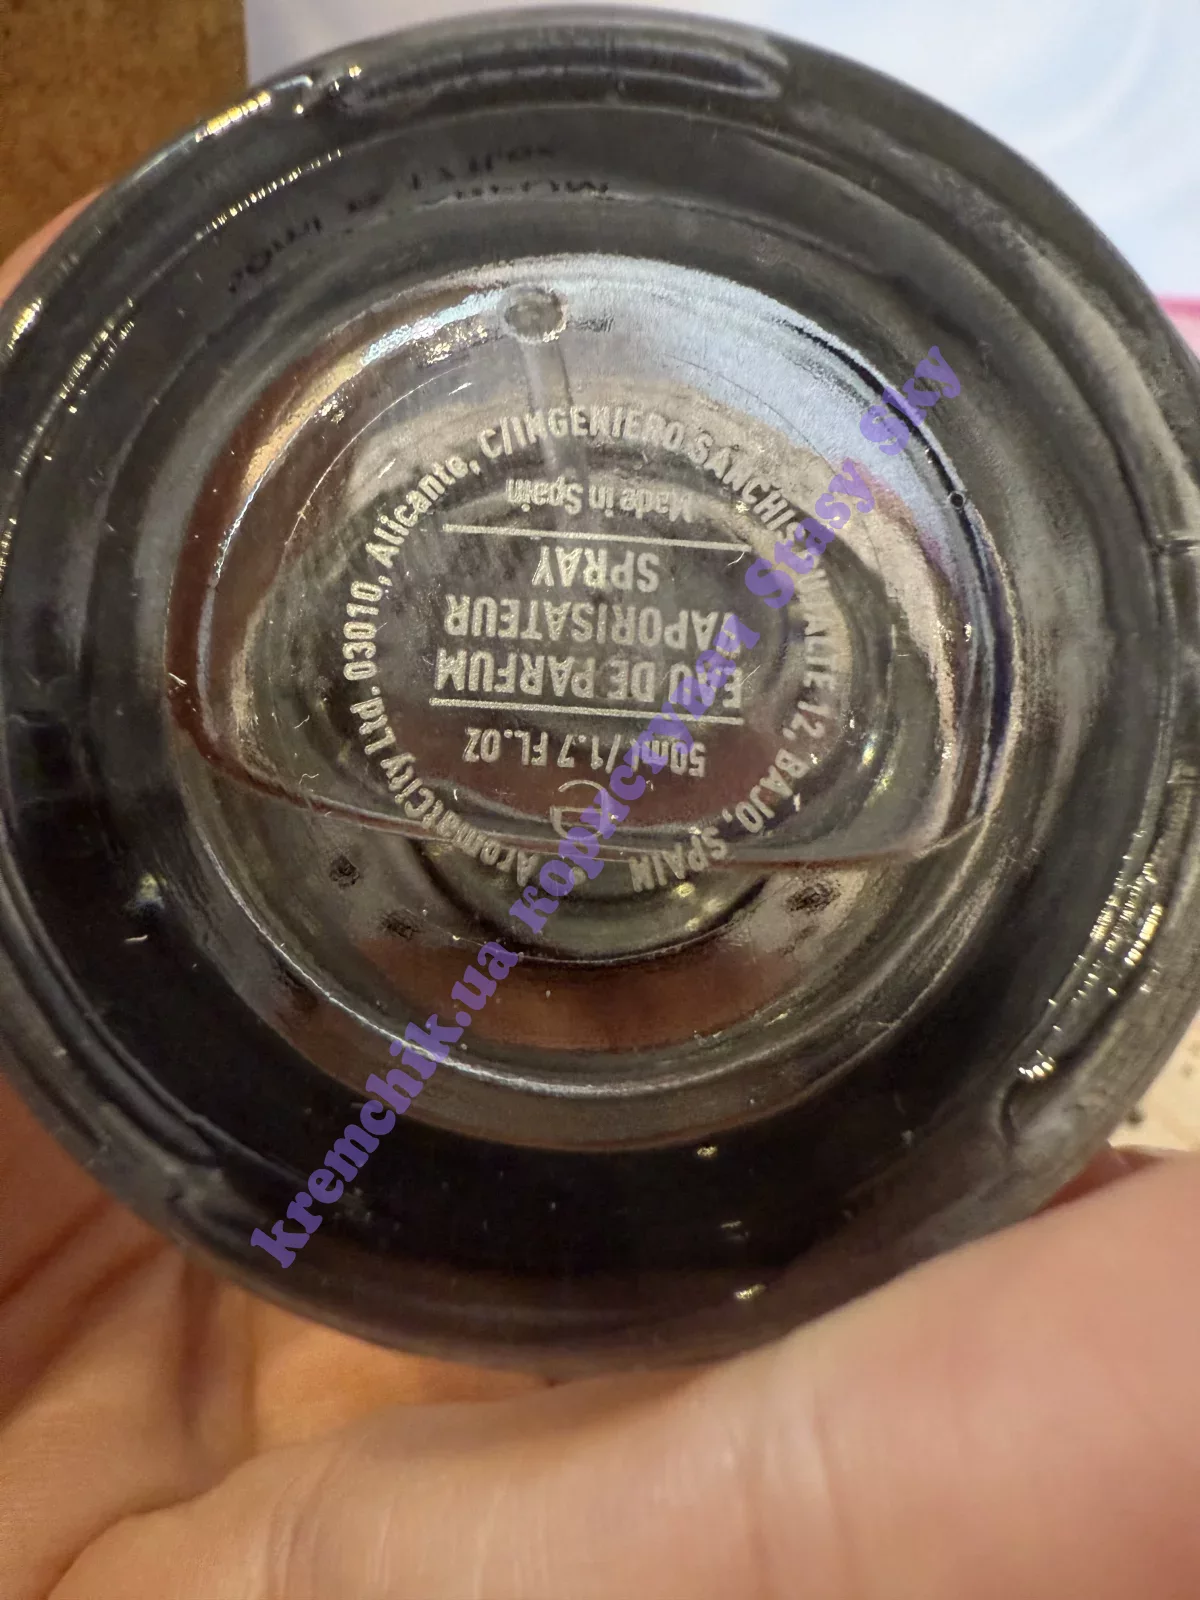 AromatCity Ltd. 03010, Alicante, C/INGENIERO SANCHIS, 12, BAJO, SPAIN
50ml/1.7 FL.OZ
EAU DE PARFUM
VAPORISATEUR
SPRAY
Made in Spain
kremchik.ua користувач Stasy Sky